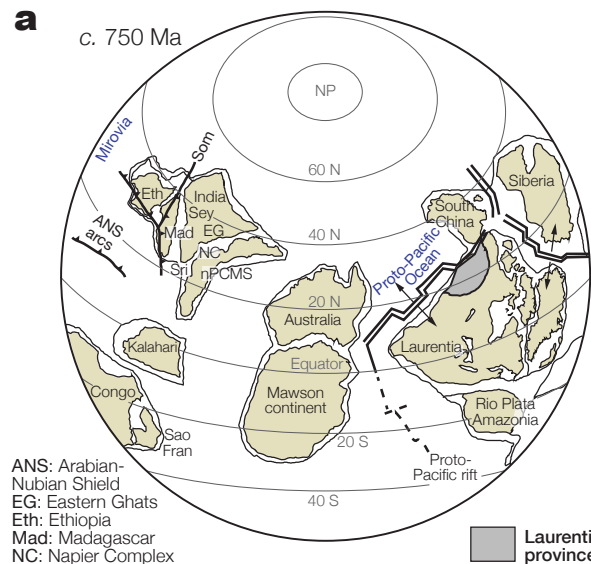 a
c. 750 Ma
NP
Mirovia
Som
60 N
Siberia
Eth
India
Sey
South
China
ANS
arcs
Mad
EG
40 N
NC
Proto-Pacific
Ocean
Sri
nPCMS
20 N
Australia
Kalahari
Laurentia
Equator
Congo
Mawson
continent
Rio Plata
Amazonia
Sao
Fran
20 S
Proto-
Pacific rift
40 S
ANS: Arabian-
Nubian Shield
EG: Eastern Ghats
Eth: Ethiopia
Mad: Madagascar
NC: Napier Complex
Laurenti
province